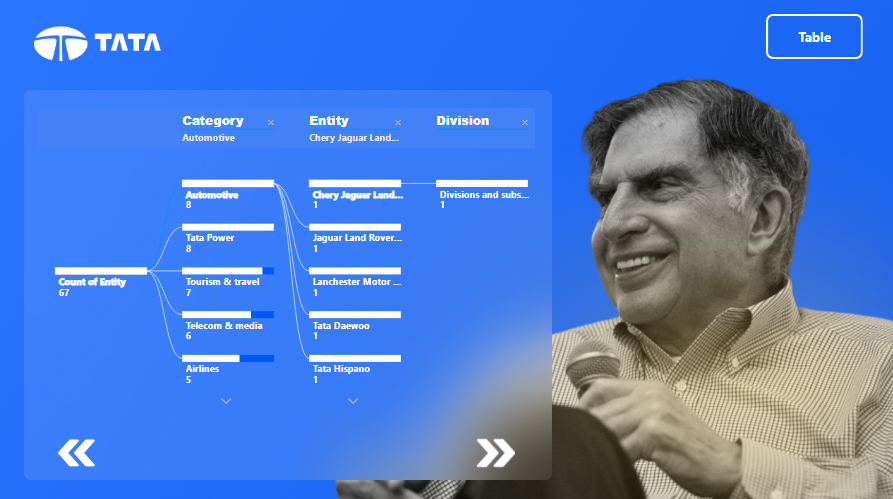 TATA
Table
Category
Automotive
Entity
Chery Jaguar Land...
Division
Count of Entity
67
Automotive
8
Tata Power
8
Tourism & travel
7
Telecom & media
6
Airlines
5
Chery Jaguar Land...
1
Jaguar Land Rover...
1
Lanchester Motor ...
1
Tata Daewoo
1
Tata Hispano
1
Divisions and subs...
1